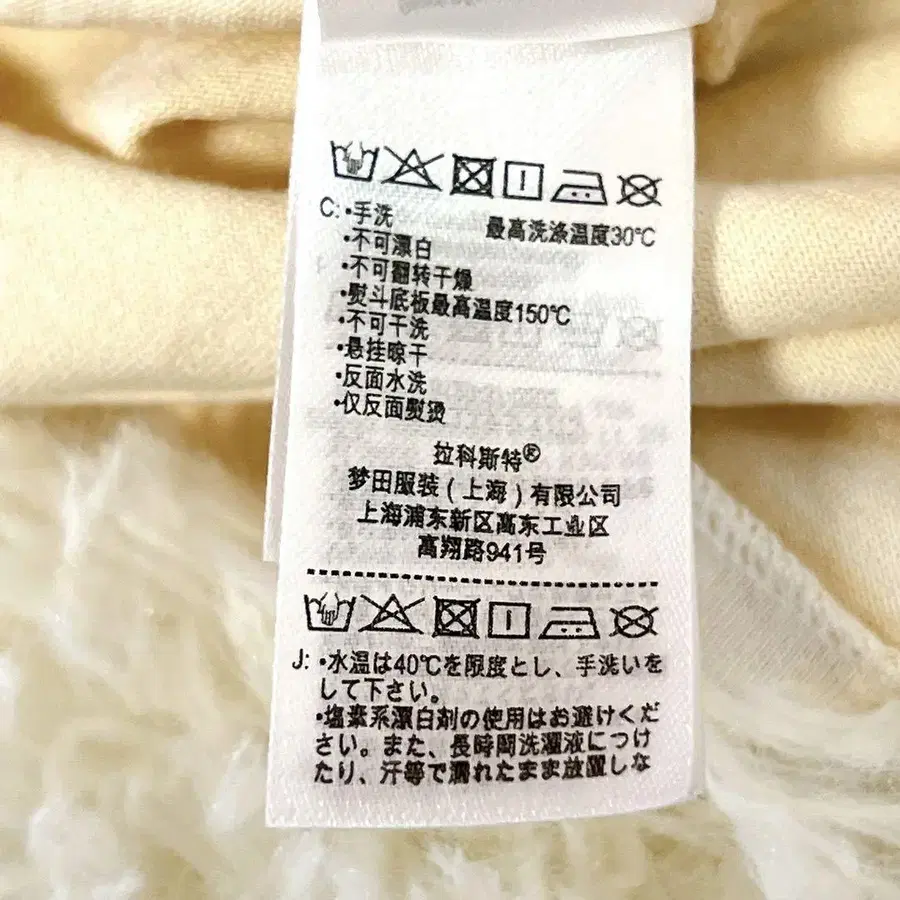 C: •手洗 最高洗涤温度30℃
•不可漂白
•不可翻转干燥
•熨斗底板最高温度150℃
•不可干洗
•悬挂晾干
•反面水洗
•仅反面熨烫
拉科斯特®
梦田服装(上海)有限公司
上海浦东新区高东工业区
高翔路941号
J: •水温は40℃を限度とし、手洗いを
して下さい。
•塩素系漂白剤の使用はお避けくだ
さい。また、長時間洗濯液につけ
たり、汗等で濡れたまま放置しな